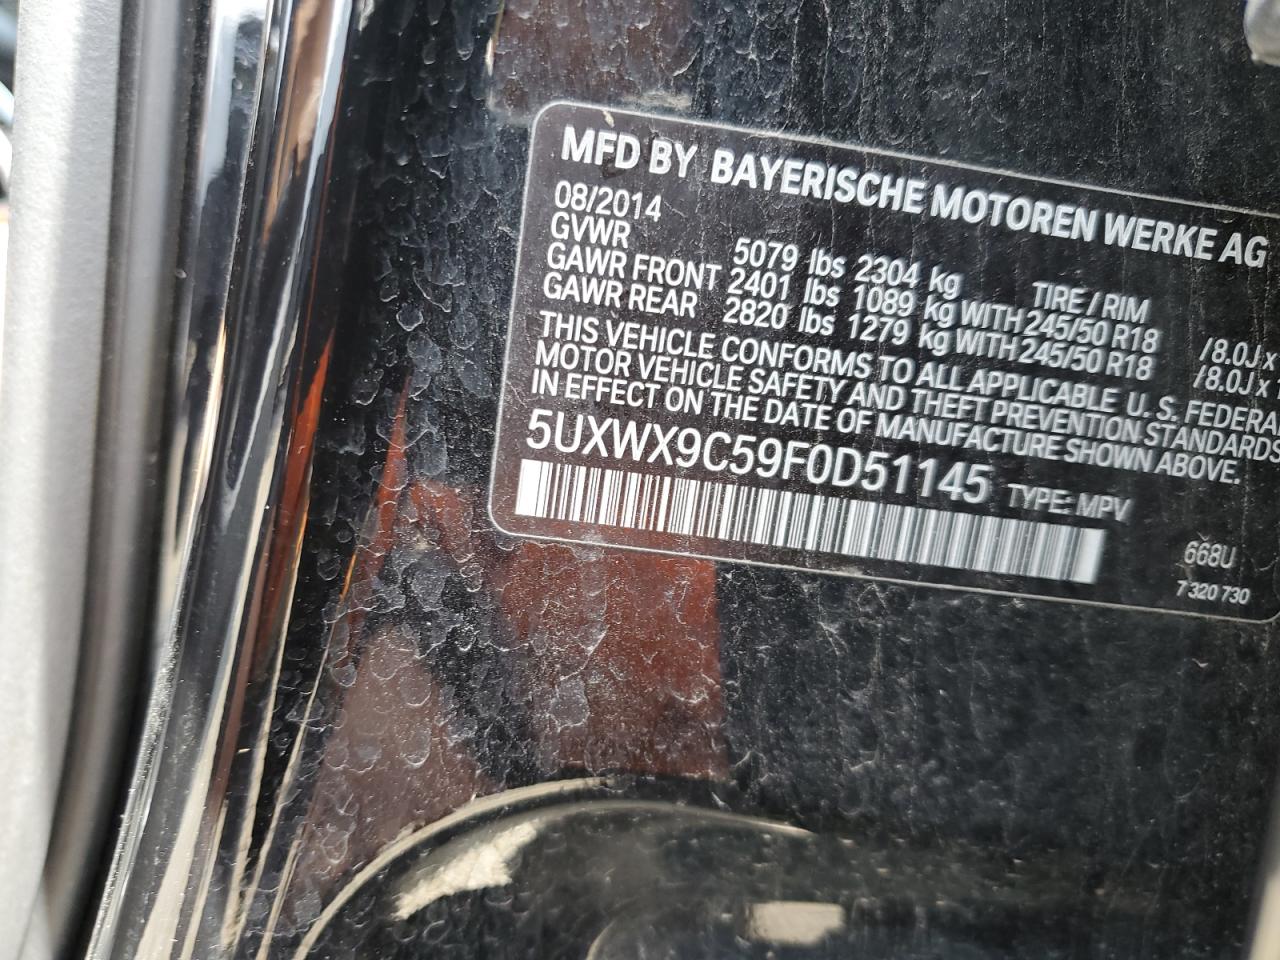 MFD BY BAYERISCHE MOTOREN WERKE AG
08/2014
GVWR 5079 lbs 2304 kg TIRE / RIM
GAWR FRONT 2401 lbs 1089 kg WITH 245/50 R18 /8.0J x
GAWR REAR 2820 lbs 1279 kg WITH 245/50 R18 /8.0J x
THIS VEHICLE CONFORMS TO ALL APPLICABLE U. S. FEDERA
MOTOR VEHICLE SAFETY AND THEFT PREVENTION STANDARDS
IN EFFECT ON THE DATE OF MANUFACTURE SHOWN ABOVE.
5UXWX9C59F0D51145 TYPE: MPV
668U
7 320 730